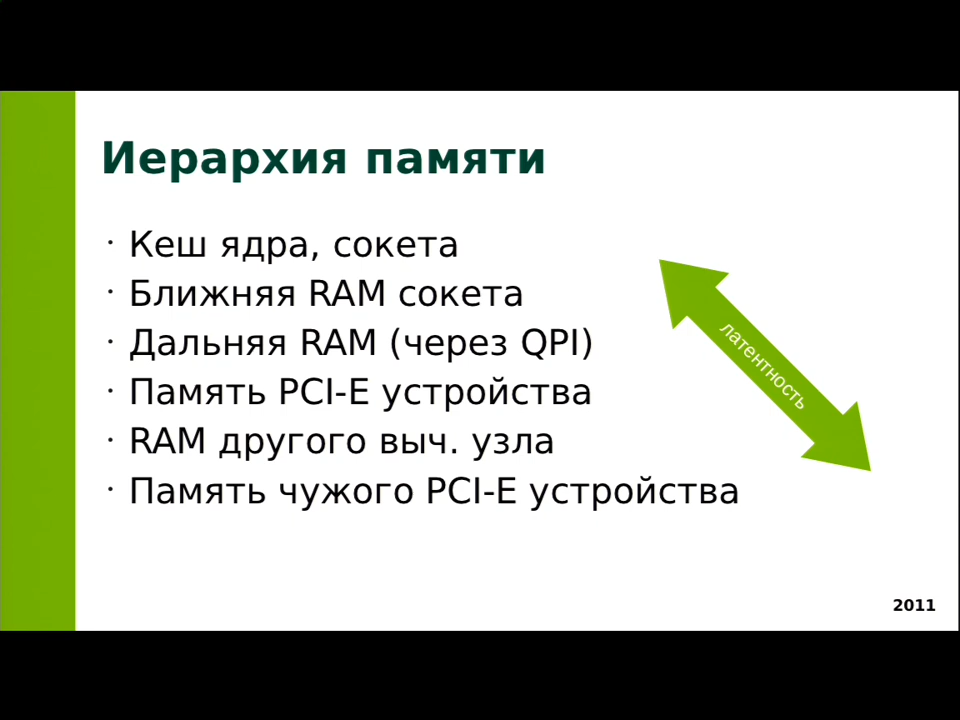 Иерархия памяти
· Кеш ядра, сокета
· Ближняя RAM сокета
· Дальняя RAM (через QPI)
· Память PCI-E устройства
· RAM другого выч. узла
· Память чужого PCI-E устройства
латентность
2011